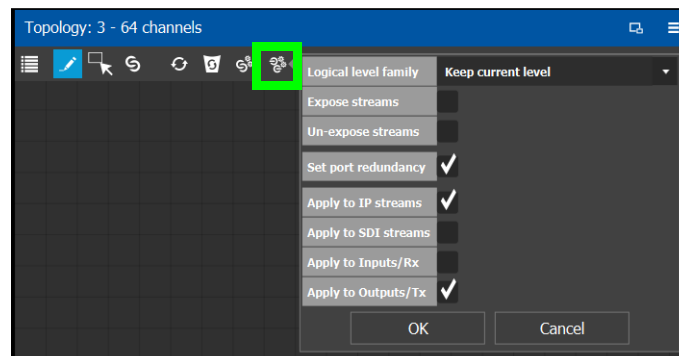 Topology: 3 - 64 channels
Logical level family Keep current level
Expose streams
Un-expose streams
Set port redundancy
Apply to IP streams
Apply to SDI streams
Apply to Inputs/Rx
Apply to Outputs/Tx
OK Cancel